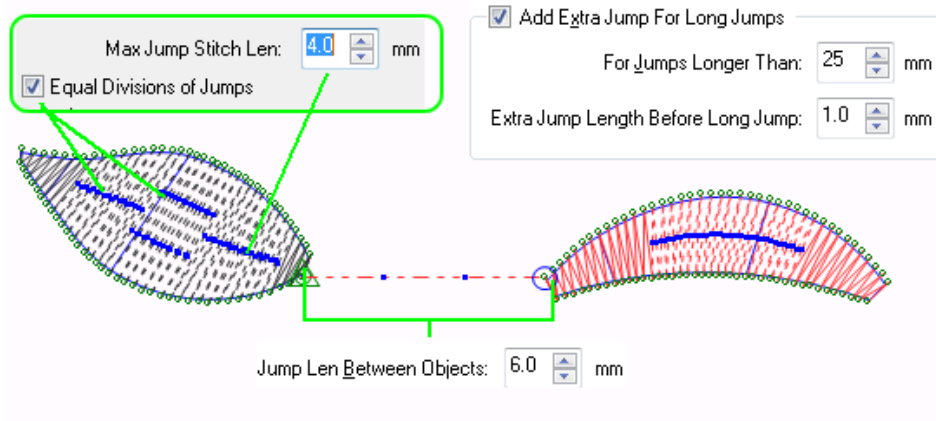 Max Jump Stitch Len: 4.0 mm
Equal Divisions of Jumps
Add Extra Jump For Long Jumps
For Jumps Longer Than: 25 mm
Extra Jump Length Before Long Jump: 1.0 mm
Jump Len Between Objects: 6.0 mm